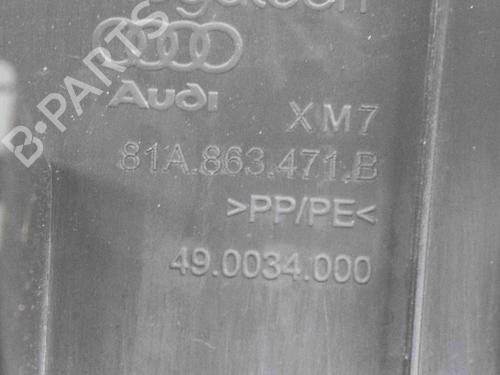 B-PARTS
Audi
XM7
81A.863.471.B
>PP/PE<
49.0034.000